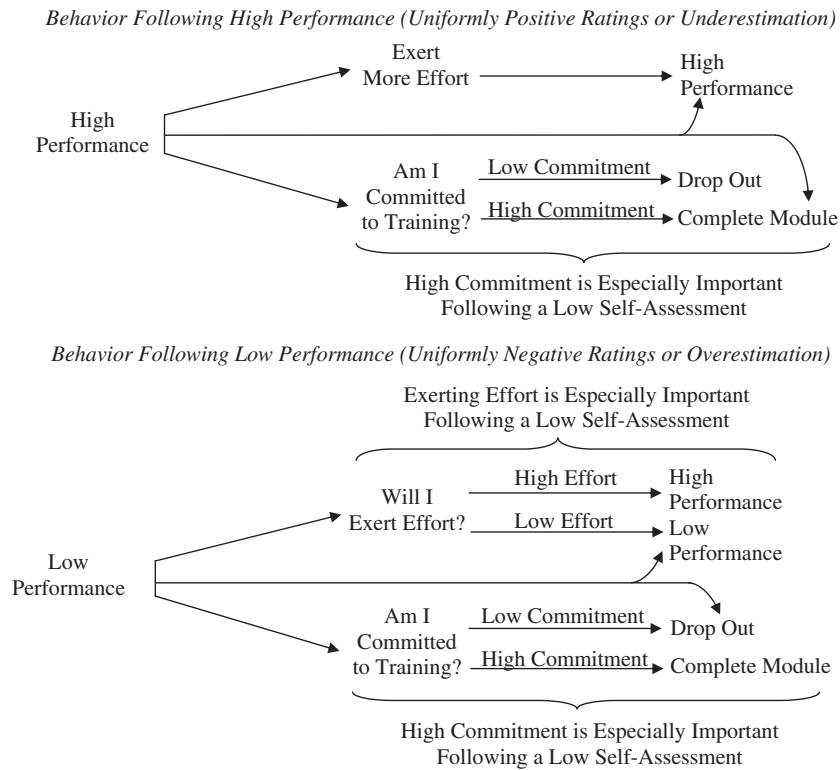 Behavior Following High Performance (Uniformly Positive Ratings or Underestimation)
Exert
More Effort
High
Performance
High
Performance
Am I
Committed
to Training?
Low Commitment
Drop Out
High Commitment
Complete Module
High Commitment is Especially Important
Following a Low Self-Assessment
Behavior Following Low Performance (Uniformly Negative Ratings or Overestimation)
Exerting Effort is Especially Important
Following a Low Self-Assessment
Will I
Exert Effort?
High Effort
High
Performance
Low Effort
Low
Performance
Low
Performance
Am I
Committed
to Training?
Low Commitment
Drop Out
High Commitment
Complete Module
High Commitment is Especially Important
Following a Low Self-Assessment